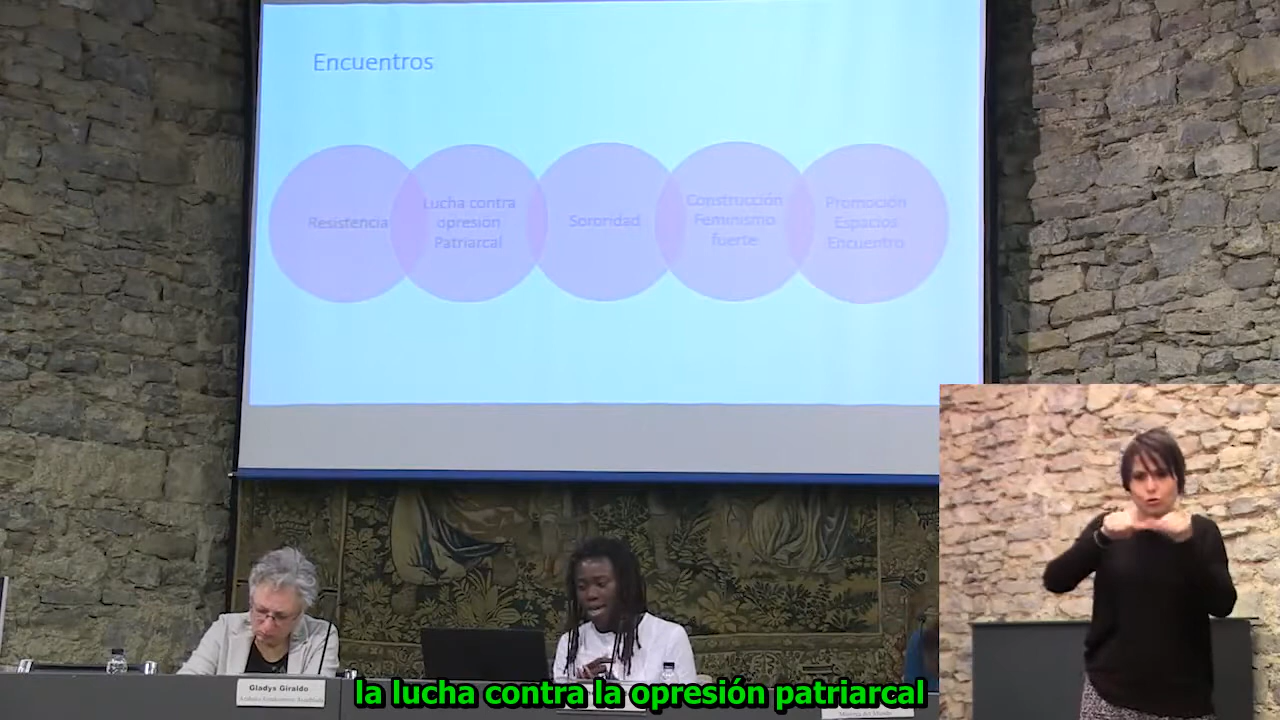 Encuentros
Resistencia
Lucha contra
opresión
Patriarcal
Sororidad
Construcción
Feminismo
fuerte
Promoción
Espacios
Encuentro
Gladys Giraldo
la lucha contra la opresión patriarcal